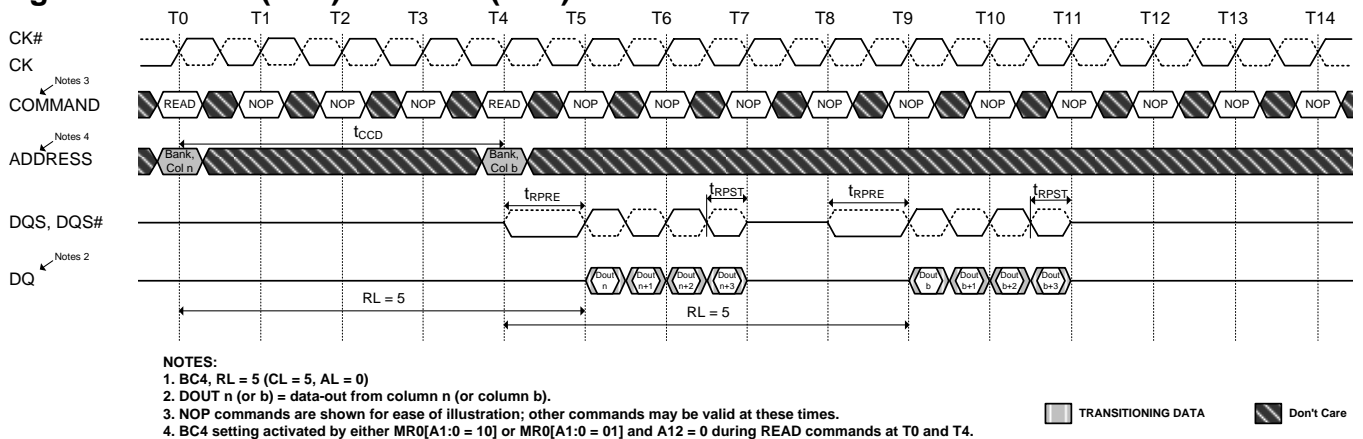 T0 T1 T2 T3 T4 T5 T6 T7 T8 T9 T10 T11 T12 T13 T14
CK#
CK
Notes 3
COMMAND READ NOP NOP NOP READ NOP NOP NOP NOP NOP NOP NOP NOP NOP NOP
tCCD
Notes 4
ADDRESS
Bank, Col n
Bank, Col b
tRPRE tRPST tRPRE tRPST
DQS, DQS#
Notes 2
DQ
Dout n Dout n+1 Dout n+2 Dout n+3 Dout b Dout b+1 Dout b+2 Dout b+3
RL = 5
RL = 5
NOTES:
1. BC4, RL = 5 (CL = 5, AL = 0)
2. DOUT n (or b) = data-out from column n (or column b).
3. NOP commands are shown for ease of illustration; other commands may be valid at these times.
4. BC4 setting activated by either MR0[A1:0 = 10] or MR0[A1:0 = 01] and A12 = 0 during READ commands at T0 and T4.
TRANSITIONING DATA
Don't Care